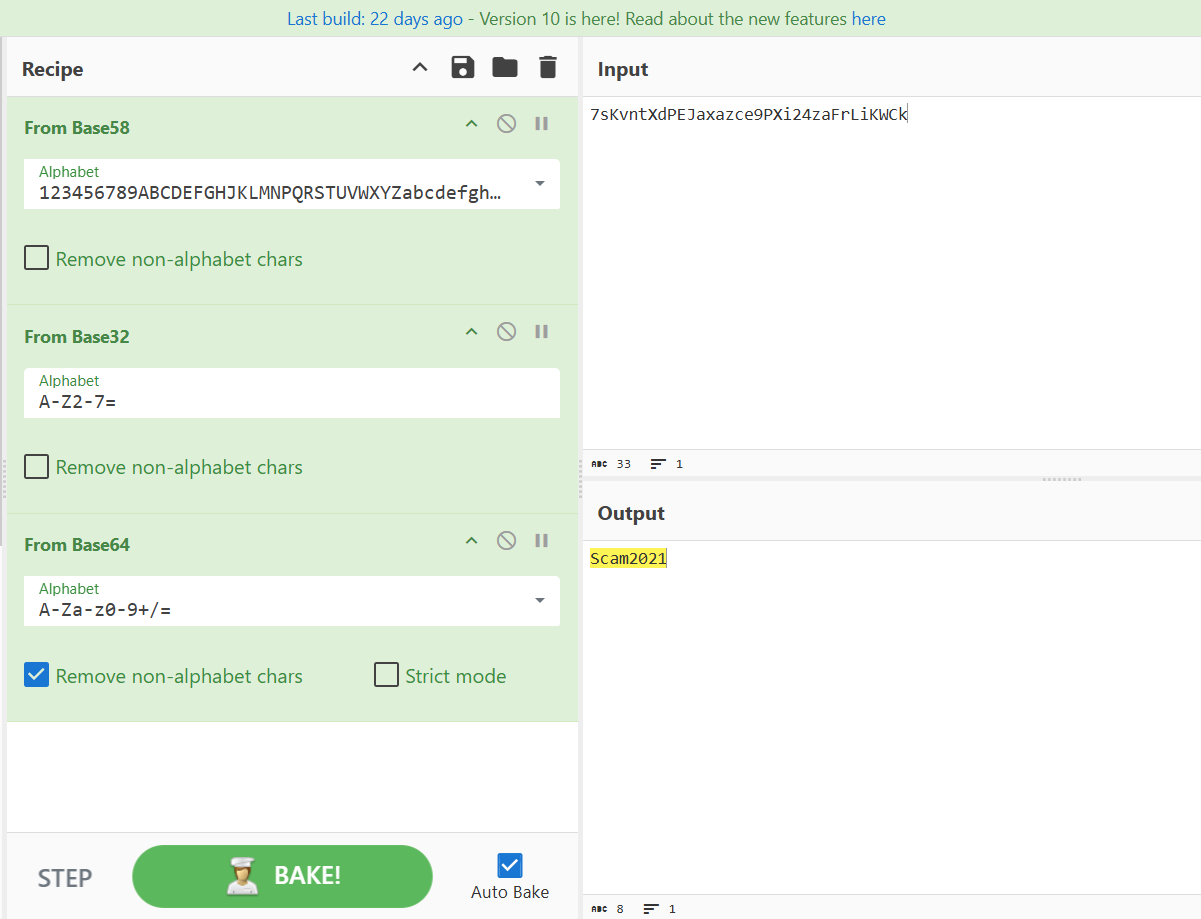 Last build: 22 days ago - Version 10 is here! Read about the new features here
Recipe
From Base58
Alphabet
123456789ABCDEFGHJKLMNPQRSTUVWXYZabcdefgh…
Remove non-alphabet chars
From Base32
Alphabet
A-Z2-7=
Remove non-alphabet chars
From Base64
Alphabet
A-Za-z0-9+/=
Remove non-alphabet chars
Strict mode
STEP
BAKE!
Auto Bake
Input
7sKvntXdPEJaxazce9PXi24zaFrLiKWCk
ABC 33 1
Output
Scam2021
ABC 8 1